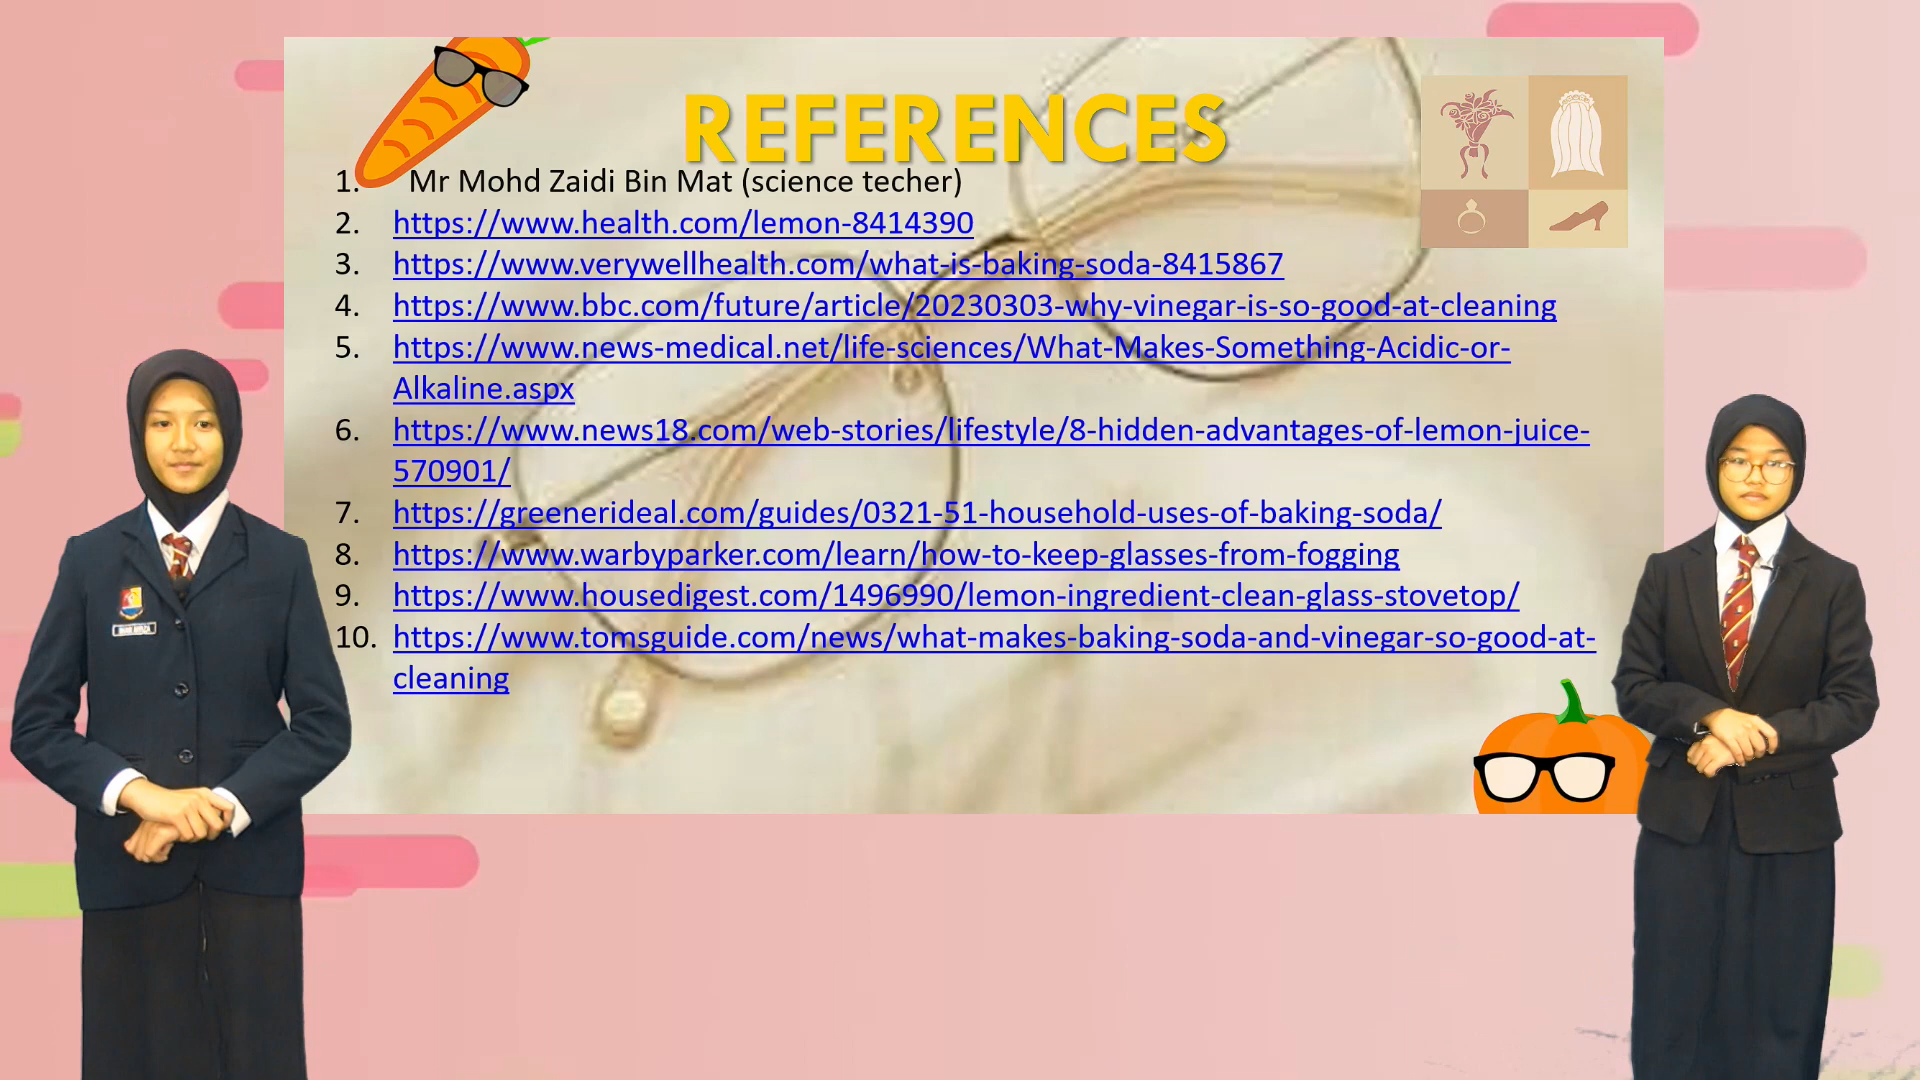 REFERENCES
1. Mr Mohd Zaidi Bin Mat (science techer)
2. https://www.health.com/lemon-8414390
3. https://www.verywellhealth.com/what-is-baking-soda-8415867
4. https://www.bbc.com/future/article/20230303-why-vinegar-is-so-good-at-cleaning
5. https://www.news-medical.net/life-sciences/What-Makes-Something-Acidic-or-
Alkaline.aspx
6. https://www.news18.com/web-stories/lifestyle/8-hidden-advantages-of-lemon-juice-
570901/
7. https://greenerideal.com/guides/0321-51-household-uses-of-baking-soda/
8. https://www.warbyparker.com/learn/how-to-keep-glasses-from-fogging
9. https://www.housedigest.com/1496990/lemon-ingredient-clean-glass-stovetop/
10. https://www.tomsguide.com/news/what-makes-baking-soda-and-vinegar-so-good-at-
cleaning